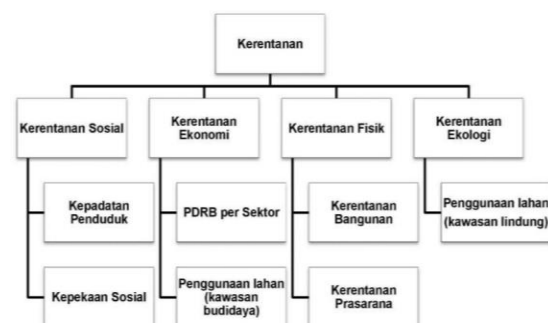 Kerentanan
Kerentanan Sosial
Kerentanan
Ekonomi
Kerentanan Fisik
Kerentanan
Ekologi
Kepadatan
Penduduk
PDRB per Sektor
Kerentanan
Bangunan
Penggunaan lahan
(kawasan lindung)
Kepekaan Sosial
Penggunaan lahan
(kawasan
budidaya)
Kerentanan
Prasarana